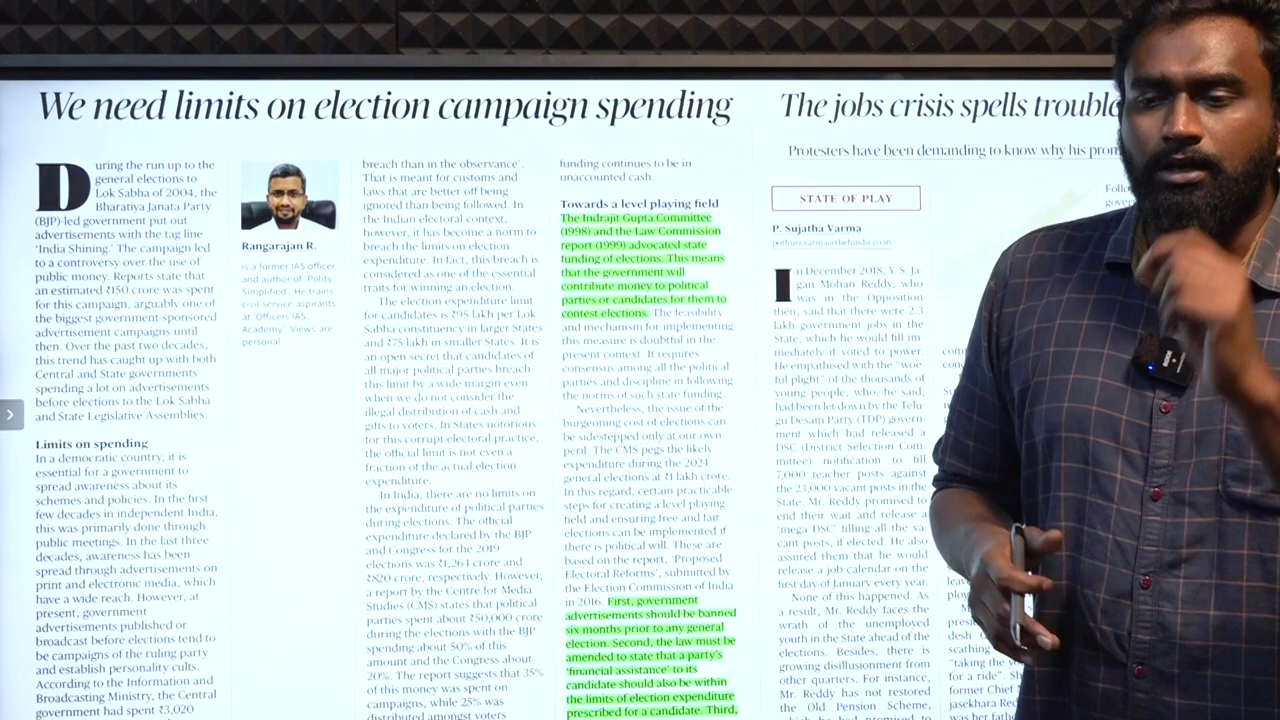 We need limits on election campaign spending
D uring the run up to the
general elections to
Lok Sabha of 2004, the
Bharatiya Janata Party
(BJP)-led government put out
advertisements with the tag line
'India Shining.' The campaign led
to a controversy over the use of
public money. Reports state that
an estimated ₹150 crore was spent
for this campaign, arguably one of
the biggest government-sponsored
advertisement campaigns until
then. Over the past two decades,
this trend has caught up with both
Central and State governments
spending a lot on advertisements
before elections to the Lok Sabha
and State Legislative Assemblies.
Limits on spending
In a democratic country, it is
essential for a government to
spread awareness about its
schemes and policies. In the first
few decades in independent India,
this was primarily done through
public meetings. In the last three
decades, awareness has been
spread through advertisements on
print and electronic media, which
have a wide reach. However, at
present, government
advertisements published or
broadcast before elections tend to
be campaigns of the ruling party
and establish personality cults.
According to the Information and
Broadcasting Ministry, the Central
government had spent ₹3,020
Rangarajan R.
is a former IAS officer
and author of 'Polity
Simplified'. He trains
civil-service aspirants
at 'Officers IAS
Academy'. Views are
personal
breach than in the observance'.
That is meant for customs and
laws that are better off being
ignored than being followed. In
the Indian electoral context,
however, it has become a norm to
breach the limits on election
expenditure. In fact, this breach is
considered as one of the essential
traits for winning an election.
The election expenditure limit
for candidates is ₹95 lakh per Lok
Sabha constituency in larger States
and ₹75 lakh in smaller States. It is
an open secret that candidates of
all major political parties breach
this limit by a wide margin even
when we do not consider the
illegal distribution of cash and
gifts to voters. In States notorious
for this corrupt electoral practice,
the official limit is not even a
fraction of the actual election
expenditure.
In India, there are no limits on
the expenditure of political parties
during elections. The official
expenditure declared by the BJP
and Congress for the 2019
elections was ₹1,264 crore and
₹820 crore, respectively. However,
a report by the Centre for Media
Studies (CMS) states that political
parties spent about ₹50,000 crore
during the elections with the BJP
spending about 50% of this
amount and the Congress about
20%. The report suggests that 35%
of this money was spent on
campaigns, while 25% was
distributed amongst voters
funding continues to be in
unaccounted cash.
Towards a level playing field
The Indrajit Gupta Committee
(1998) and the Law Commission
report (1999) advocated state
funding of elections. This means
that the government will
contribute money to political
parties or candidates for them to
contest elections. The feasibility
and mechanism for implementing
this measure is doubtful in the
present context. It requires
consensus among all the political
parties and discipline in following
the norms of such state funding.
Nevertheless, the issue of the
burgeoning cost of elections can
be sidestepped only at our own
peril. The CMS pegs the likely
expenditure during the 2024
general elections at ₹1 lakh crore.
In this regard, certain practicable
steps for creating a level playing
field and ensuring free and fair
elections can be implemented if
there is political will. These are
based on the report, 'Proposed
Electoral Reforms', submitted by
the Election Commission of India
in 2016. First, government
advertisements should be banned
six months prior to any general
election. Second, the law must be
amended to state that a party's
'financial assistance' to its
candidate should also be within
the limits of election expenditure
prescribed for a candidate. Third,
The jobs crisis spells trouble
Protesters have been demanding to know why his prom
STATE OF PLAY
P. Sujatha Varma
pothuri.varma@thehindu.co.in
I n December 2018, Y. S. Ja-
gan Mohan Reddy, who
was in the Opposition
then, said that there were 2.3
lakh government jobs in the
State, which he would fill im-
mediately if voted to power.
He empathised with the "woe-
ful plight" of the thousands of
young people, who, he said,
had been let down by the Telu
gu Desam Party (TDP) govern-
ment which had released a
DSC (District Selection Com
mittee) notification to fill
7,000 teacher posts against
the 23,000 vacant posts in the
State. Mr. Reddy promised to
end their wait and release a
'mega DSC' filling all the va-
cant posts, if elected. He also
assured them that he would
release a job calendar on the
first day of January every year.
None of this happened. As
a result, Mr. Reddy faces the
wrath of the unemployed
youth in the State ahead of the
elections. Besides, there is
growing disillusionment from
other quarters. For instance,
Mr. Reddy has not restored
the Old Pension Scheme,
which he had promised to
Follo
gover
com
conc
leav
ploy
presi
desh
scathing
"taking the yo
for a ride". Sh
former Chief
jasekhara Red
was her fath
RODE